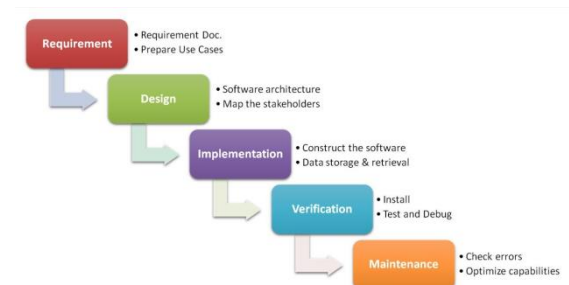 Requirement
• Requirement Doc.
• Prepare Use Cases
Design
• Software architecture
• Map the stakeholders
Implementation
• Construct the software
• Data storage & retrieval
Verification
• Install
• Test and Debug
Maintenance
• Check errors
• Optimize capabilities